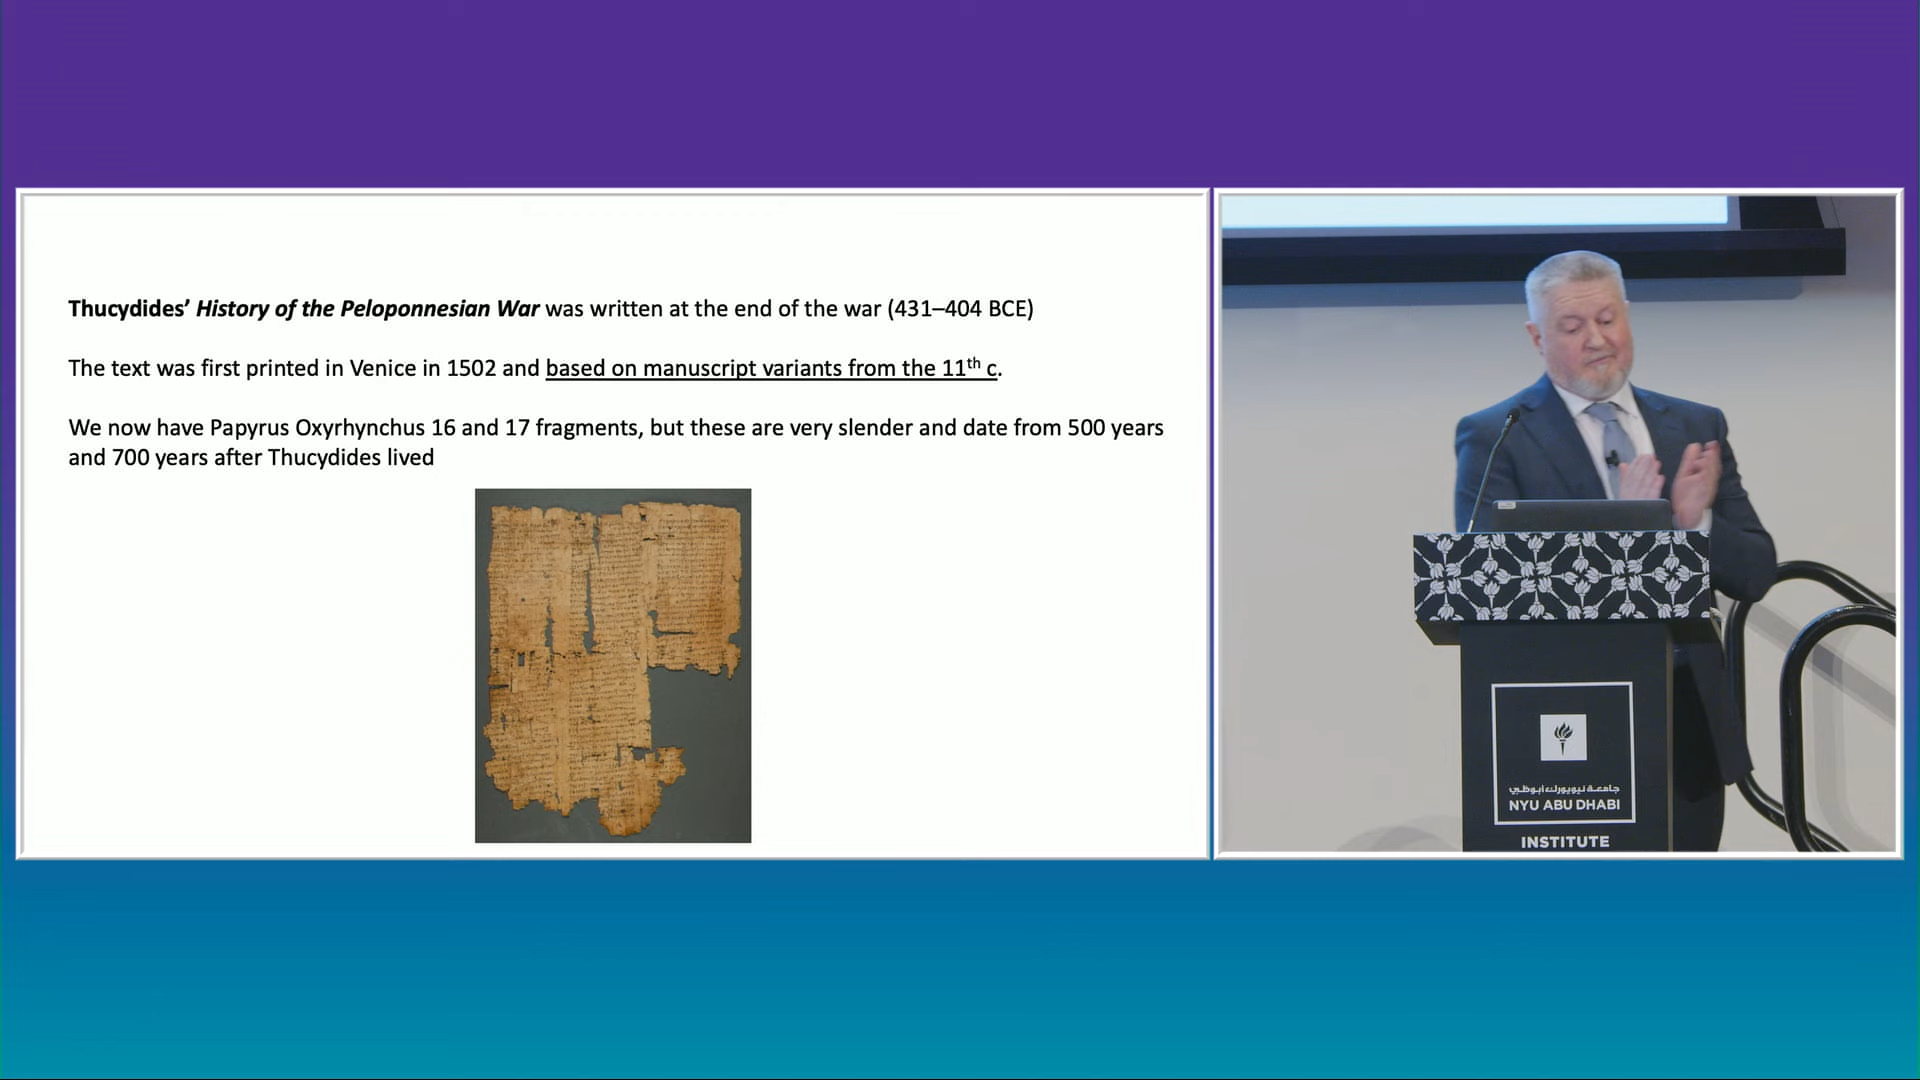 Thucydides’ History of the Peloponnesian War was written at the end of the war (431–404 BCE)
The text was first printed in Venice in 1502 and based on manuscript variants from the 11th c.
We now have Papyrus Oxyrhynchus 16 and 17 fragments, but these are very slender and date from 500 years
and 700 years after Thucydides lived
جامعة نيويورك أبوظبي
NYU ABU DHABI
INSTITUTE